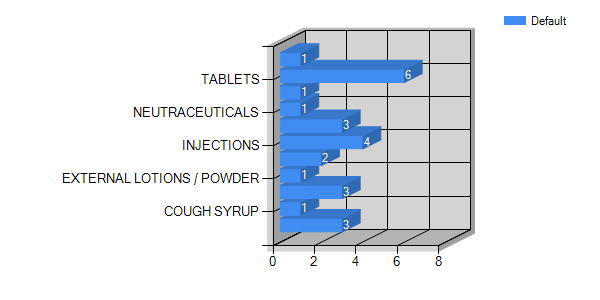 Default
1
TABLETS
6
1
NEUTRACEUTICALS
1
3
INJECTIONS
4
2
EXTERNAL LOTIONS / POWDER
1
3
COUGH SYRUP
1
3
0 2 4 6 8